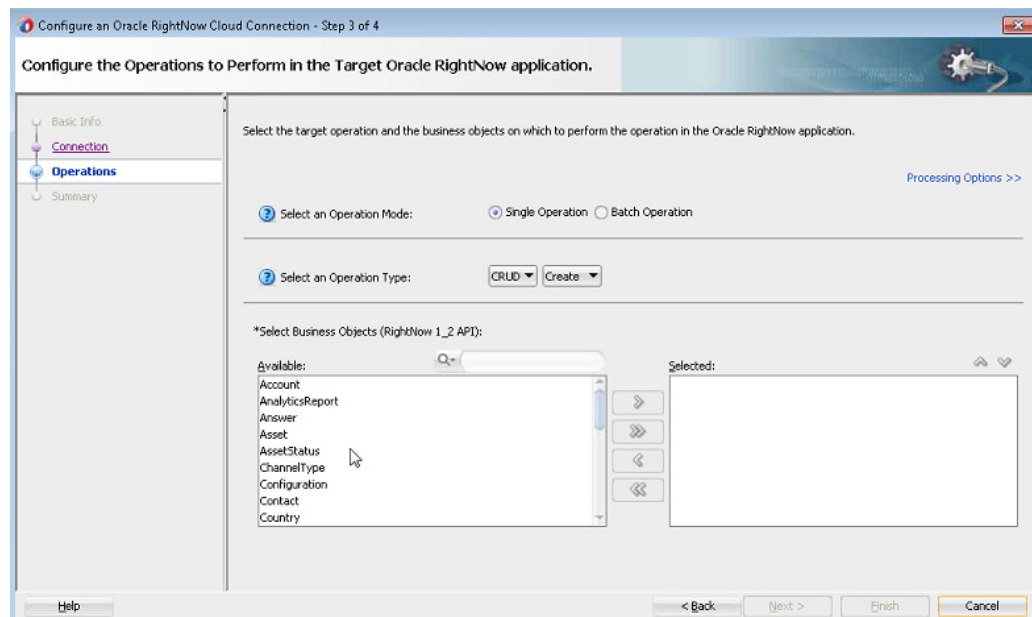 Configure an Oracle RightNow Cloud Connection - Step 3 of 4
Configure the Operations to Perform in the Target Oracle RightNow application.
Basic Info
Connection
Operations
Summary
Select the target operation and the business objects on which to perform the operation in the Oracle RightNow application.
Processing Options >>
Select an Operation Mode: Single Operation Batch Operation
Select an Operation Type: CRUD Create
*Select Business Objects (RightNow 1_2 API):
Available: Selected:
Account
AnalyticsReport
Answer
Asset
AssetStatus
ChannelType
Configuration
Contact
Country
Help < Back Next > Finish Cancel